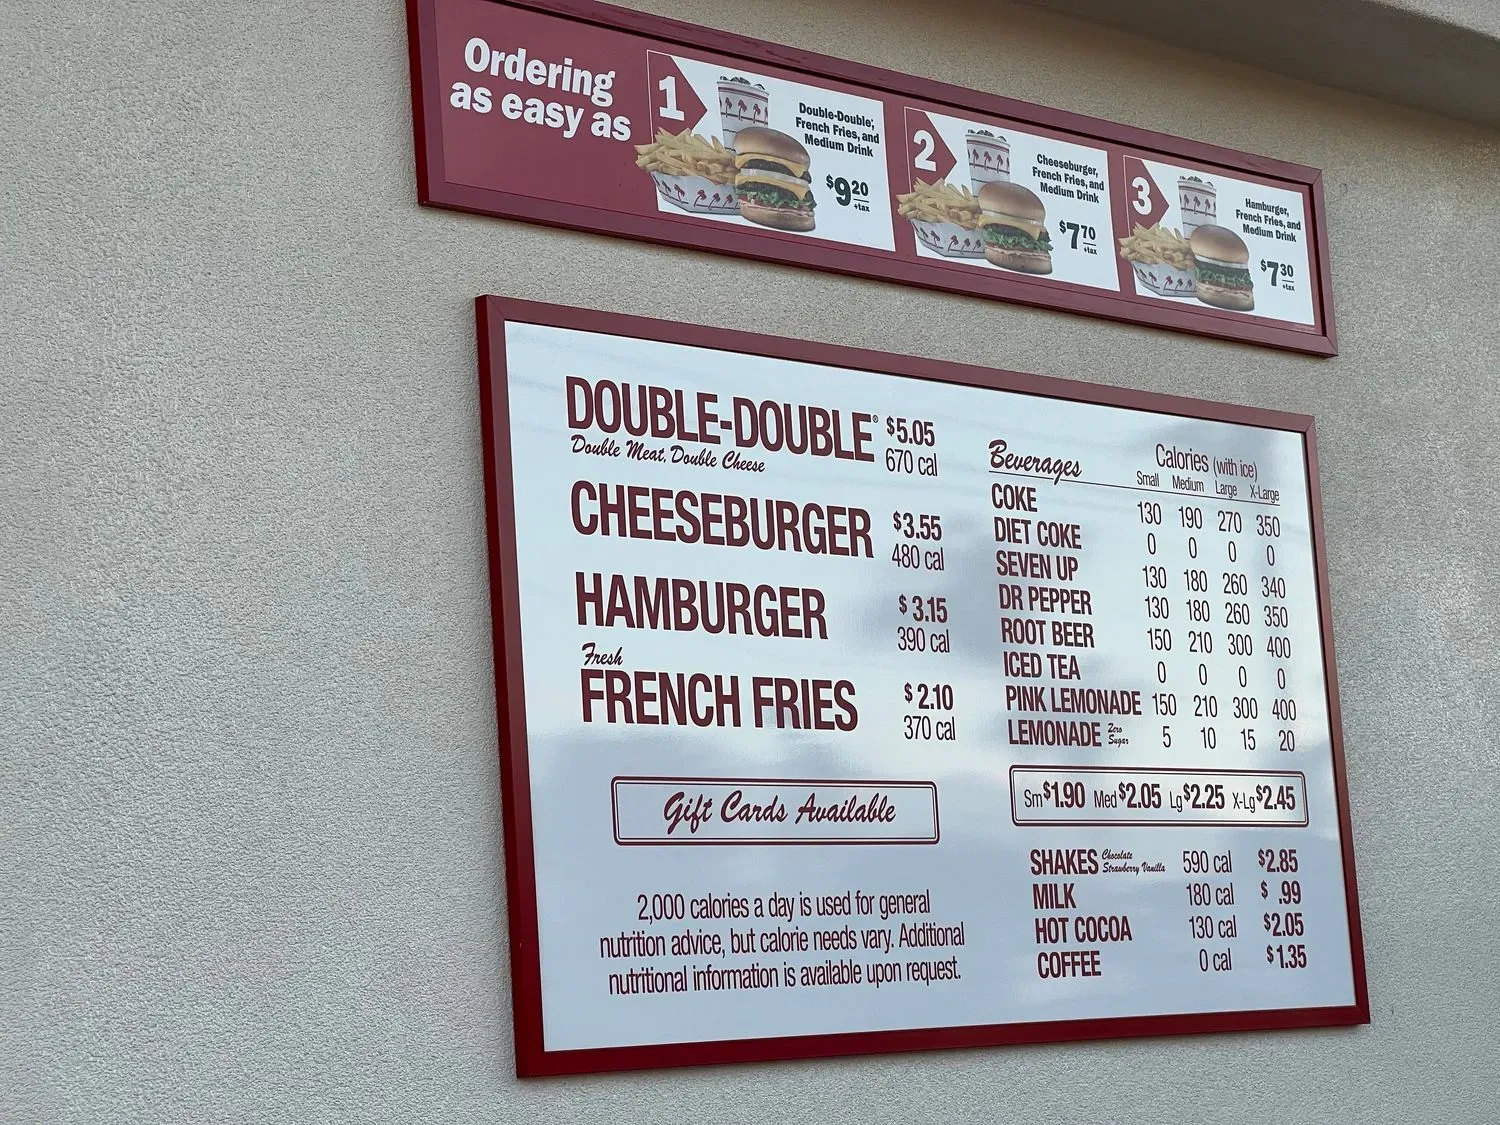 Ordering
as easy as
1
Double-Double®,
French Fries, and
Medium Drink
$9.20
+tax
2
Cheeseburger,
French Fries, and
Medium Drink
$7.70
+tax
3
Hamburger,
French Fries, and
Medium Drink
$7.30
+tax
DOUBLE-DOUBLE® $5.05
Double Meat, Double Cheese 670 cal
CHEESEBURGER $3.55
480 cal
HAMBURGER $3.15
390 cal
Fresh
FRENCH FRIES $2.10
370 cal
Gift Cards Available
2,000 calories a day is used for general
nutrition advice, but calorie needs vary. Additional
nutritional information is available upon request.
Beverages Calories (with ice)
Small Medium Large X-Large
COKE 130 190 270 350
DIET COKE 0 0 0 0
SEVEN UP 130 180 260 340
DR PEPPER 130 180 260 350
ROOT BEER 150 210 300 400
ICED TEA 0 0 0 0
PINK LEMONADE 150 210 300 400
LEMONADE Zero Sugar 5 10 15 20
Sm $1.90 Med $2.05 Lg $2.25 X-Lg $2.45
SHAKES Chocolate Strawberry Vanilla 590 cal $2.85
MILK 180 cal $ .99
HOT COCOA 130 cal $2.05
COFFEE 0 cal $1.35